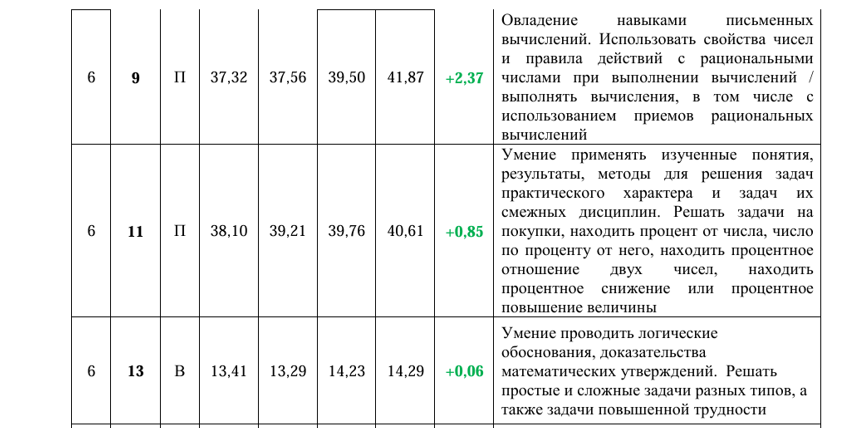 Овладение навыками письменных
вычислений. Использовать свойства чисел
и правила действий с рациональными
6 9 П 37,32 37,56 39,50 41,87 +2,37 числами при выполнении вычислений /
выполнять вычисления, в том числе с
использованием приемов рациональных
вычислений
Умение применять изученные понятия,
результаты, методы для решения задач
практического характера и задач их
смежных дисциплин. Решать задачи на
6 11 П 38,10 39,21 39,76 40,61 +0,85 покупки, находить процент от числа, число
по проценту от него, находить процентное
отношение двух чисел, находить
процентное снижение или процентное
повышение величины
Умение проводить логические
обоснования, доказательства
6 13 В 13,41 13,29 14,23 14,29 +0,06 математических утверждений. Решать
простые и сложные задачи разных типов, а
также задачи повышенной трудности